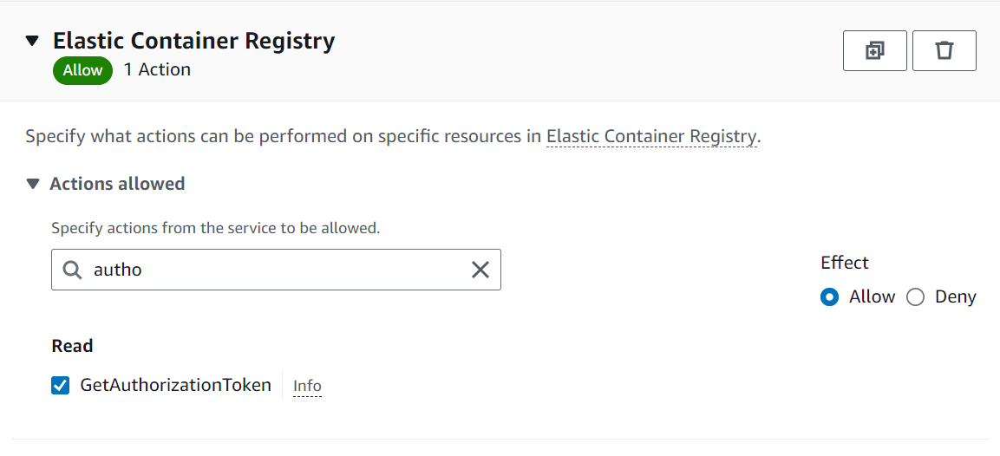 Elastic Container Registry
Allow 1 Action
Specify what actions can be performed on specific resources in Elastic Container Registry.
Actions allowed
Specify actions from the service to be allowed.
autho
Effect
Allow Deny
Read
GetAuthorizationToken Info